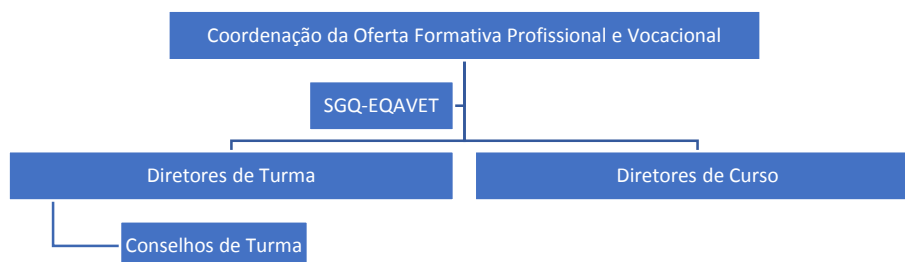 Coordenação da Oferta Formativa Profissional e Vocacional
SGQ-EQAVET
Diretores de Turma
Diretores de Curso
Conselhos de Turma